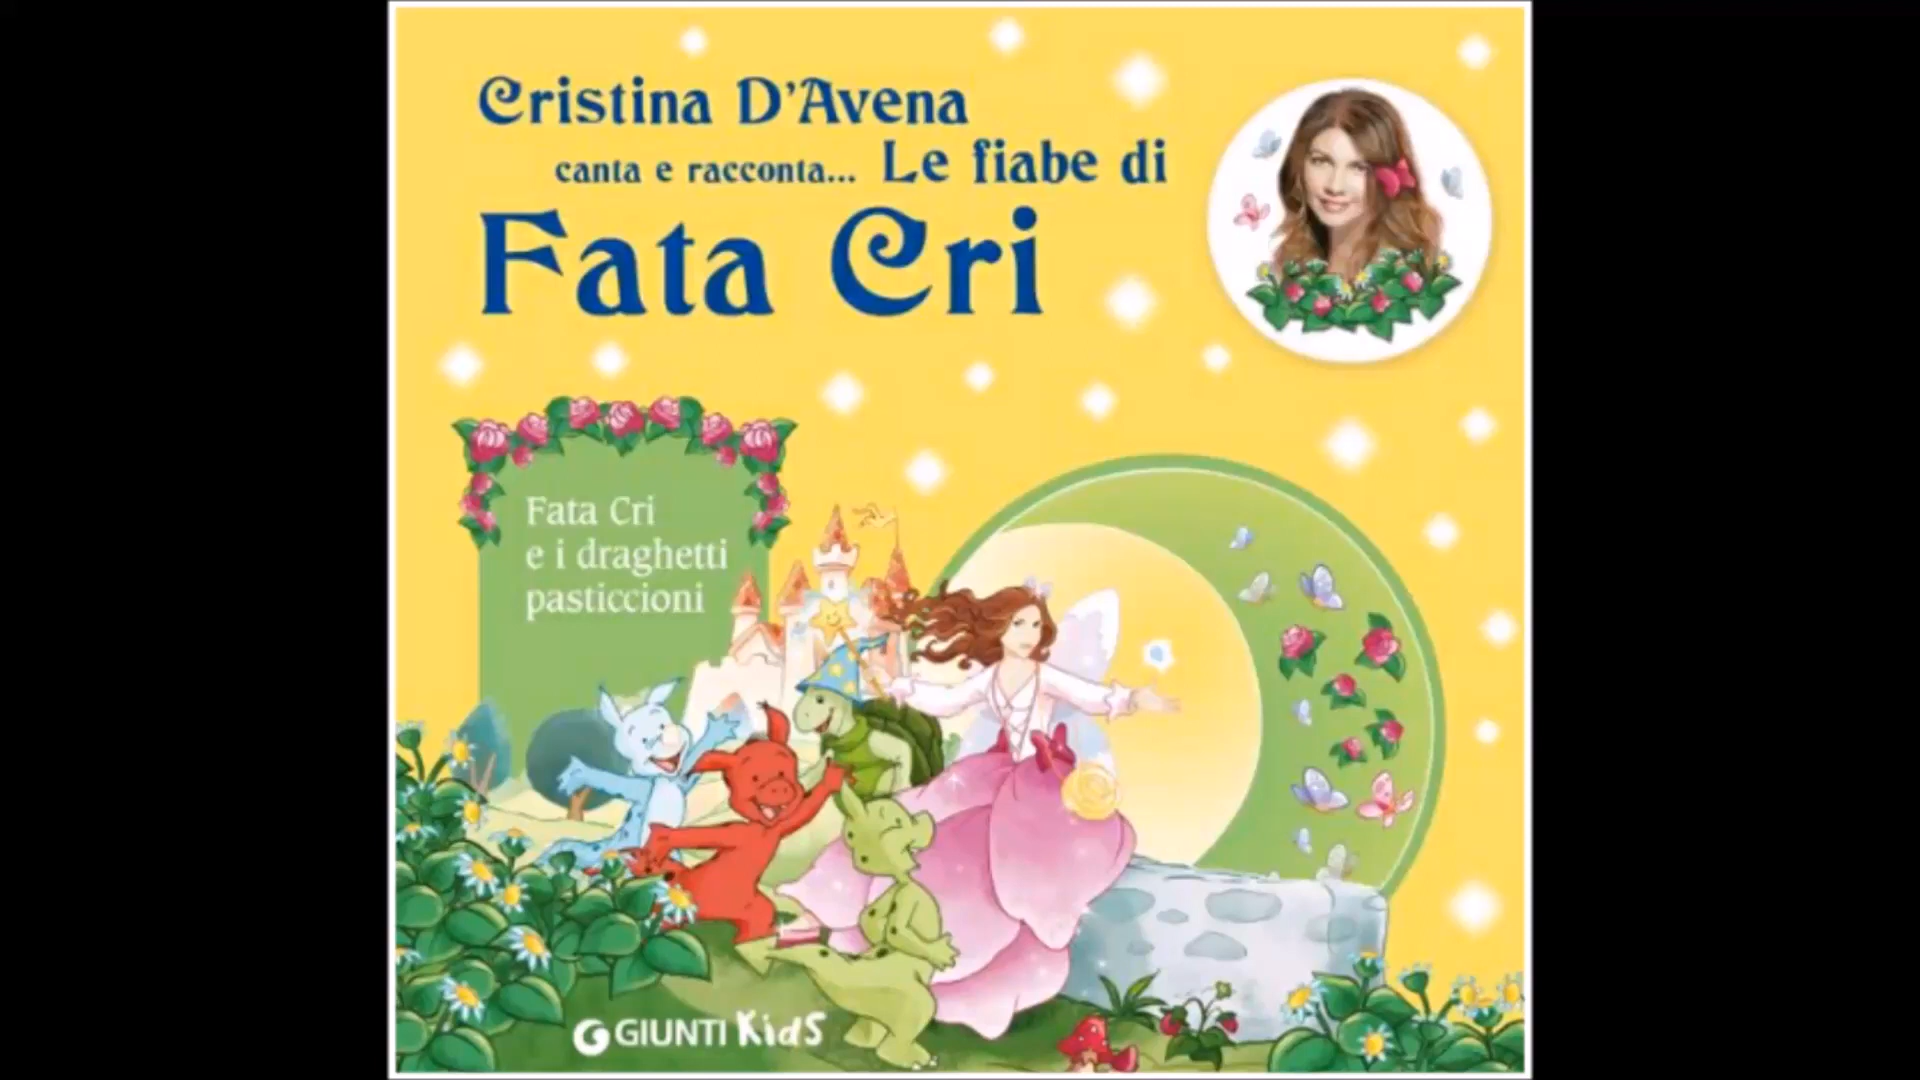 Cristina D'Avena
canta e racconta... Le fiabe di
Fata Cri
Fata Cri
e i draghetti
pasticcioni
GIUNTI KidS